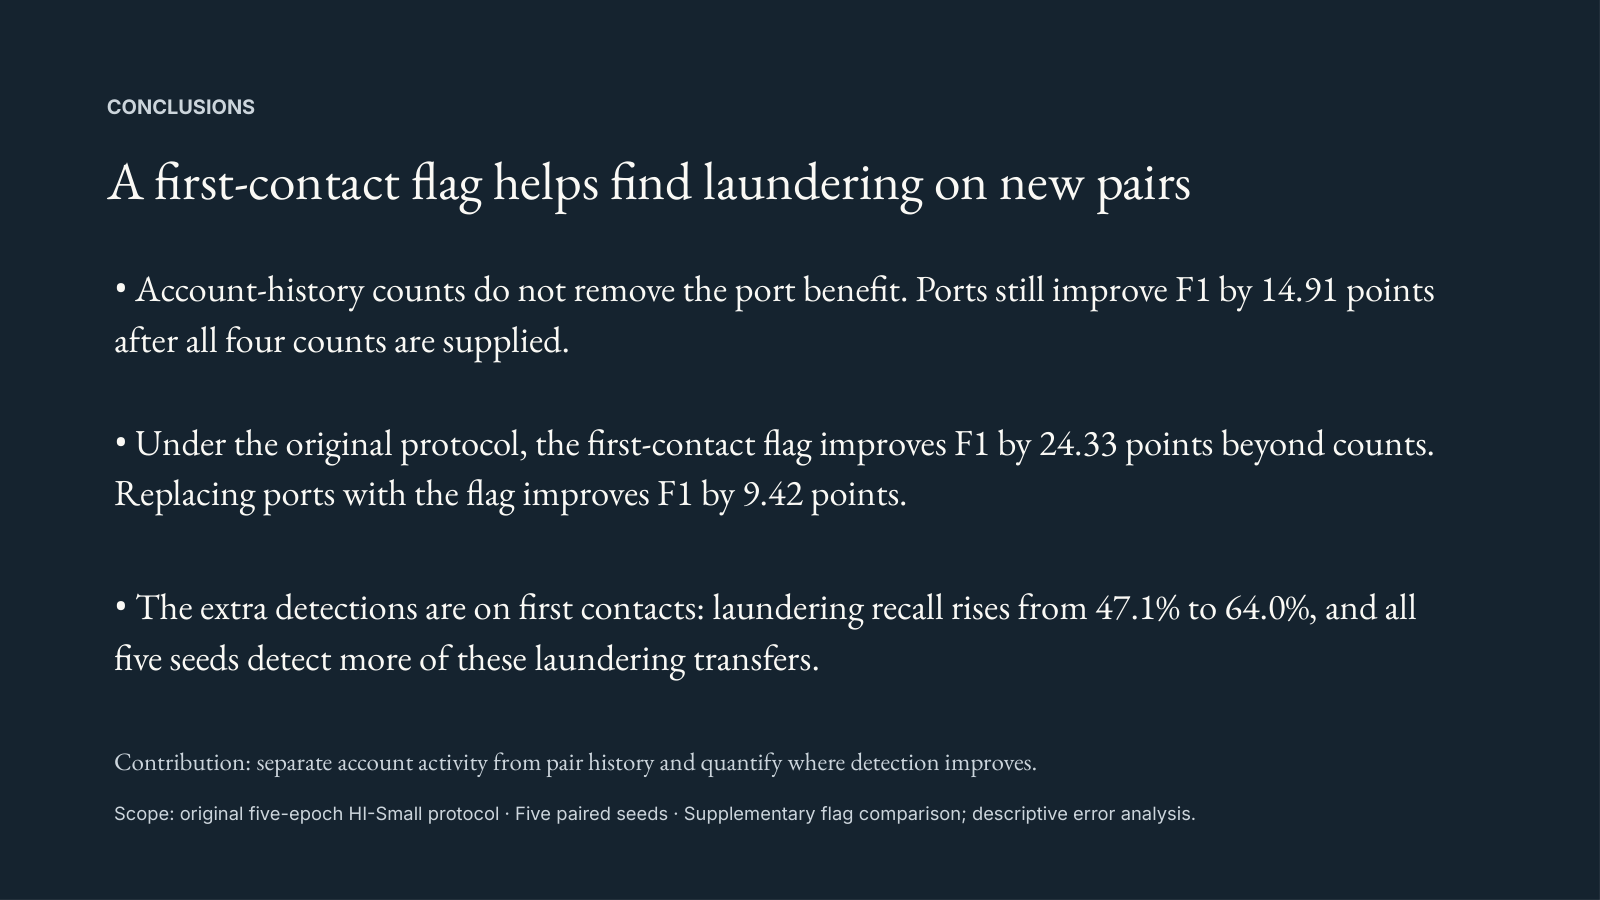 CONCLUSIONS
A first-contact flag helps find laundering on new pairs
• Account-history counts do not remove the port benefit. Ports still improve F1 by 14.91 points
after all four counts are supplied.
• Under the original protocol, the first-contact flag improves F1 by 24.33 points beyond counts.
Replacing ports with the flag improves F1 by 9.42 points.
• The extra detections are on first contacts: laundering recall rises from 47.1% to 64.0%, and all
five seeds detect more of these laundering transfers.
Contribution: separate account activity from pair history and quantify where detection improves.
Scope: original five-epoch HI-Small protocol · Five paired seeds · Supplementary flag comparison; descriptive error analysis.